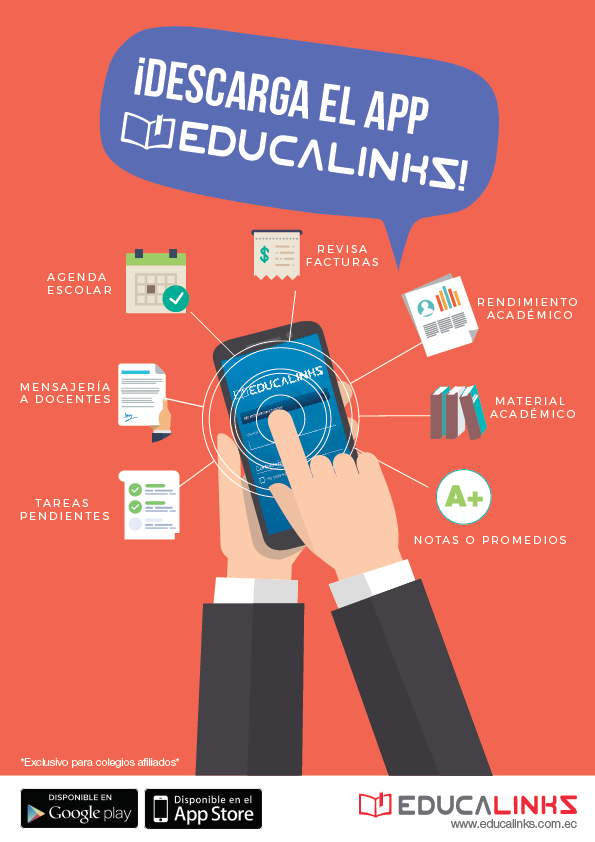 ¡DESCARGA EL APP
EDUCALINKS!
REVISA
FACTURAS
AGENDA
ESCOLAR
RENDIMIENTO
ACADÉMICO
MENSAJERÍA
A DOCENTES
EDUCALINKS
MATERIAL
ACADÉMICO
A+
TAREAS
PENDIENTES
NOTAS O PROMEDIOS
*Exclusivo para colegios afiliados*
DISPONIBLE EN
Google play
Disponible en el
App Store
EDUCALINKS
www.educalinks.com.ec